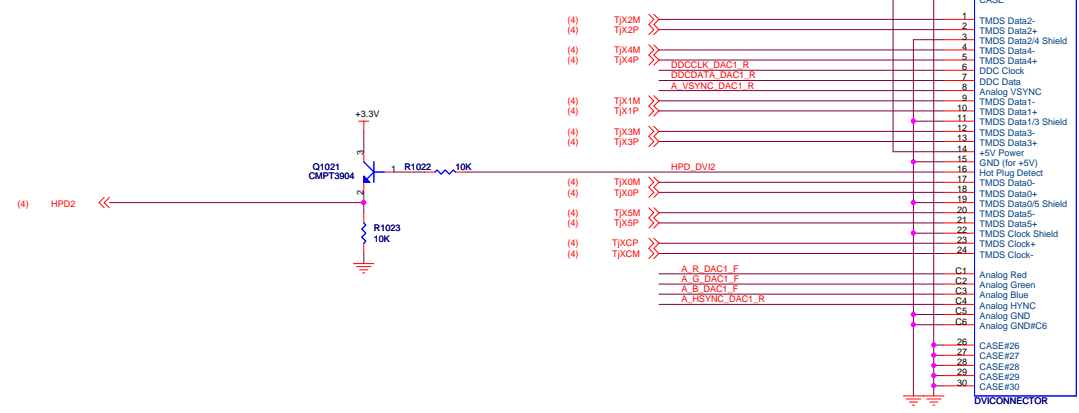 CASE
(4) TjX2M 1 TMDS Data2-
(4) TjX2P 2 TMDS Data2+
3 TMDS Data2/4 Shield
(4) TjX4M 4 TMDS Data4-
(4) TjX4P 5 TMDS Data4+
DDCCLK_DAC1_R 6 DDC Clock
DDCDATA_DAC1_R 7 DDC Data
A_VSYNC_DAC1_R 8 Analog VSYNC
(4) TjX1M 9 TMDS Data1-
(4) TjX1P 10 TMDS Data1+
11 TMDS Data1/3 Shield
(4) TjX3M 12 TMDS Data3-
(4) TjX3P 13 TMDS Data3+
14 +5V Power
15 GND (for +5V)
HPD_DVI2 16 Hot Plug Detect
(4) TjX0M 17 TMDS Data0-
(4) TjX0P 18 TMDS Data0+
19 TMDS Data0/5 Shield
(4) TjX5M 20 TMDS Data5-
(4) TjX5P 21 TMDS Data5+
22 TMDS Clock Shield
(4) TjXCP 23 TMDS Clock+
(4) TjXCM 24 TMDS Clock-
A_R_DAC1_F C1 Analog Red
A_G_DAC1_F C2 Analog Green
A_B_DAC1_F C3 Analog Blue
A_HSYNC_DAC1_R C4 Analog HYNC
C5 Analog GND
C6 Analog GND#C6
26 CASE#26
27 CASE#27
28 CASE#28
29 CASE#29
30 CASE#30
DVICONNECTOR
+3.3V
3
Q1021
CMPT3904
1 R1022 10K
2
(4) HPD2
R1023
10K